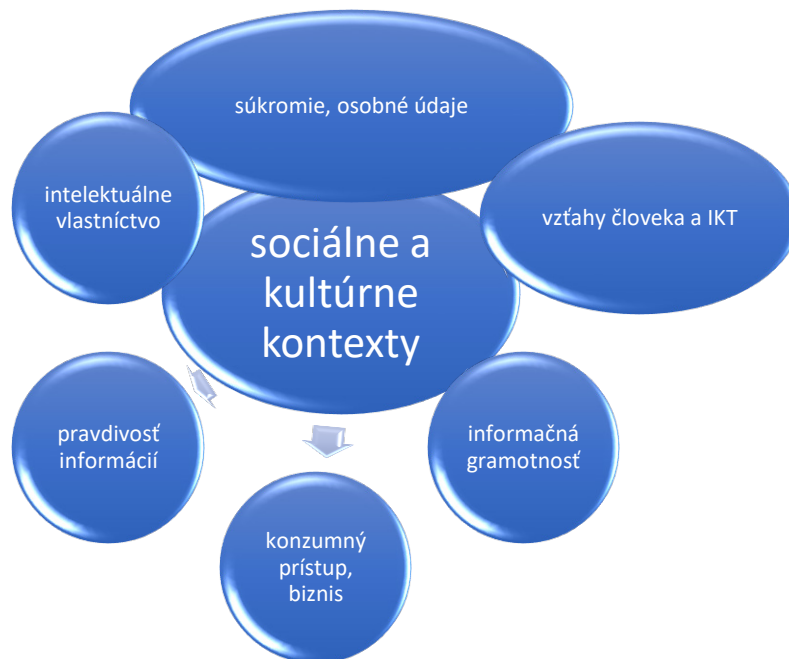 súkromie, osobné údaje
intelektuálne
vlastníctvo
vzťahy človeka a IKT
sociálne a
kultúrne
kontexty
pravdivosť
informácií
informačná
gramotnosť
konzumný
prístup,
biznis